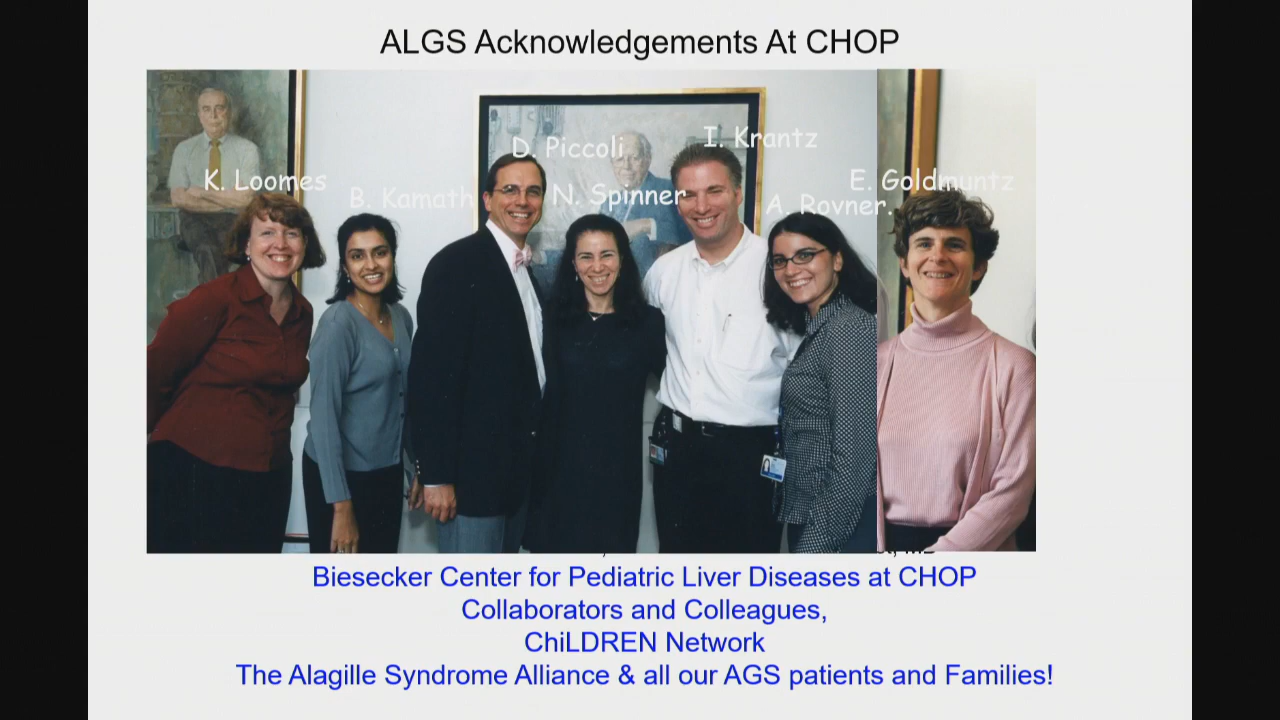 ALGS Acknowledgements At CHOP
I. Krantz
D. Piccoli
K. Loomes
E. Goldmuntz
B. Kamath
N. Spinner
A. Rovner.
Biesecker Center for Pediatric Liver Diseases at CHOP
Collaborators and Colleagues,
ChiLDREN Network
The Alagille Syndrome Alliance & all our AGS patients and Families!